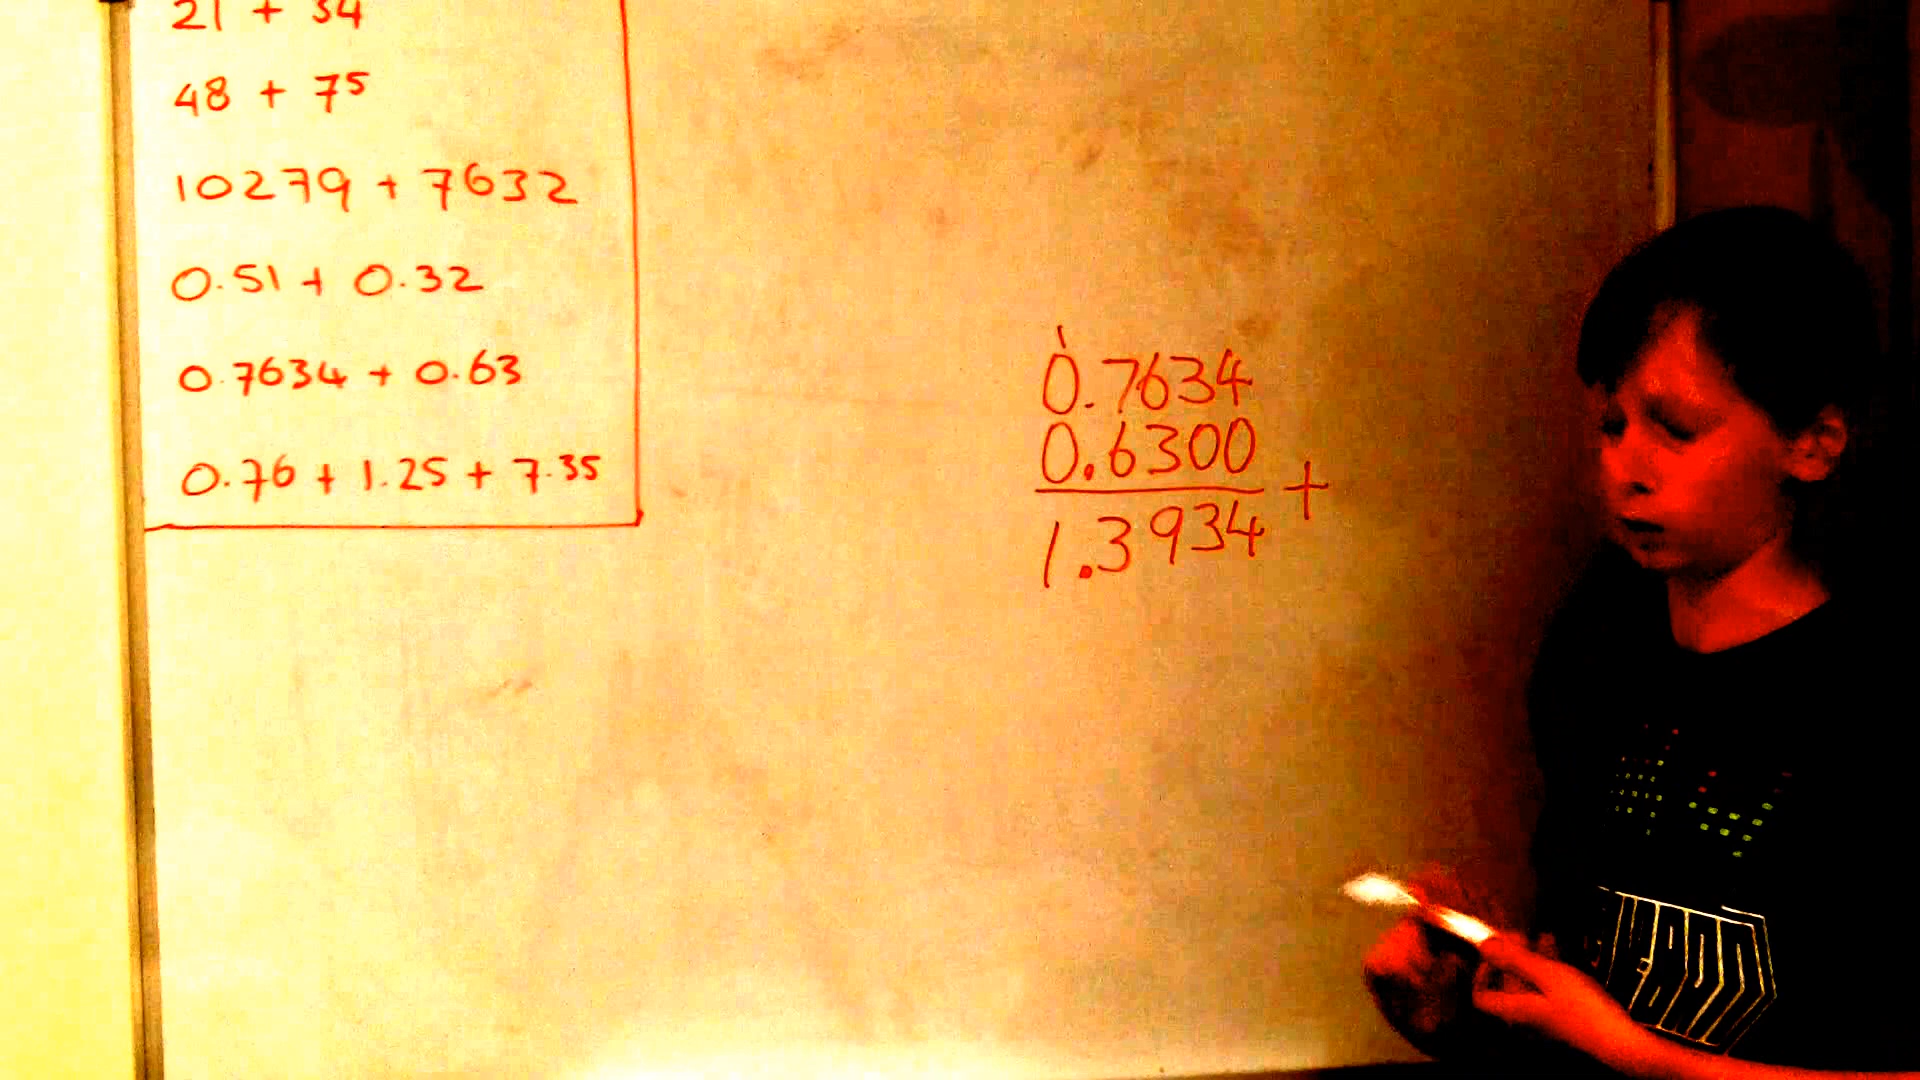 21 + 34
48 + 75
10279 + 7632
0.51 + 0.32
0.7634 + 0.63
0.76 + 1.25 + 7.35
1
0.7634
0.6300 +
1.3934